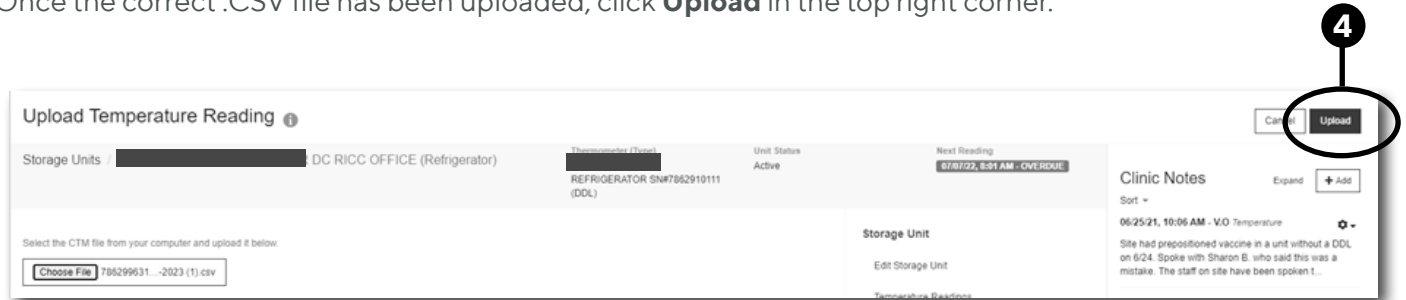 Once the correct .CSV file has been uploaded, click Upload in the top right corner.
4
Upload Temperature Reading i
Cancel Upload
Storage Units / : DC RICC OFFICE (Refrigerator)
Thermometer (Type)
REFRIGERATOR SN#7862910111
(DDL)
Unit Status
Active
Next Reading
07/07/22, 8:01 AM - OVERDUE
Clinic Notes Expand + Add
Sort
06/25/21, 10:06 AM - V.O Temperature
Site had prepositioned vaccine in a unit without a DDL
on 6/24. Spoke with Sharon B. who said this was a
mistake. The staff on site have been spoken t...
Select the CTM file from your computer and upload it below.
Choose File 786299631...-2023 (1).csv
Storage Unit
Edit Storage Unit
Temperature Readings